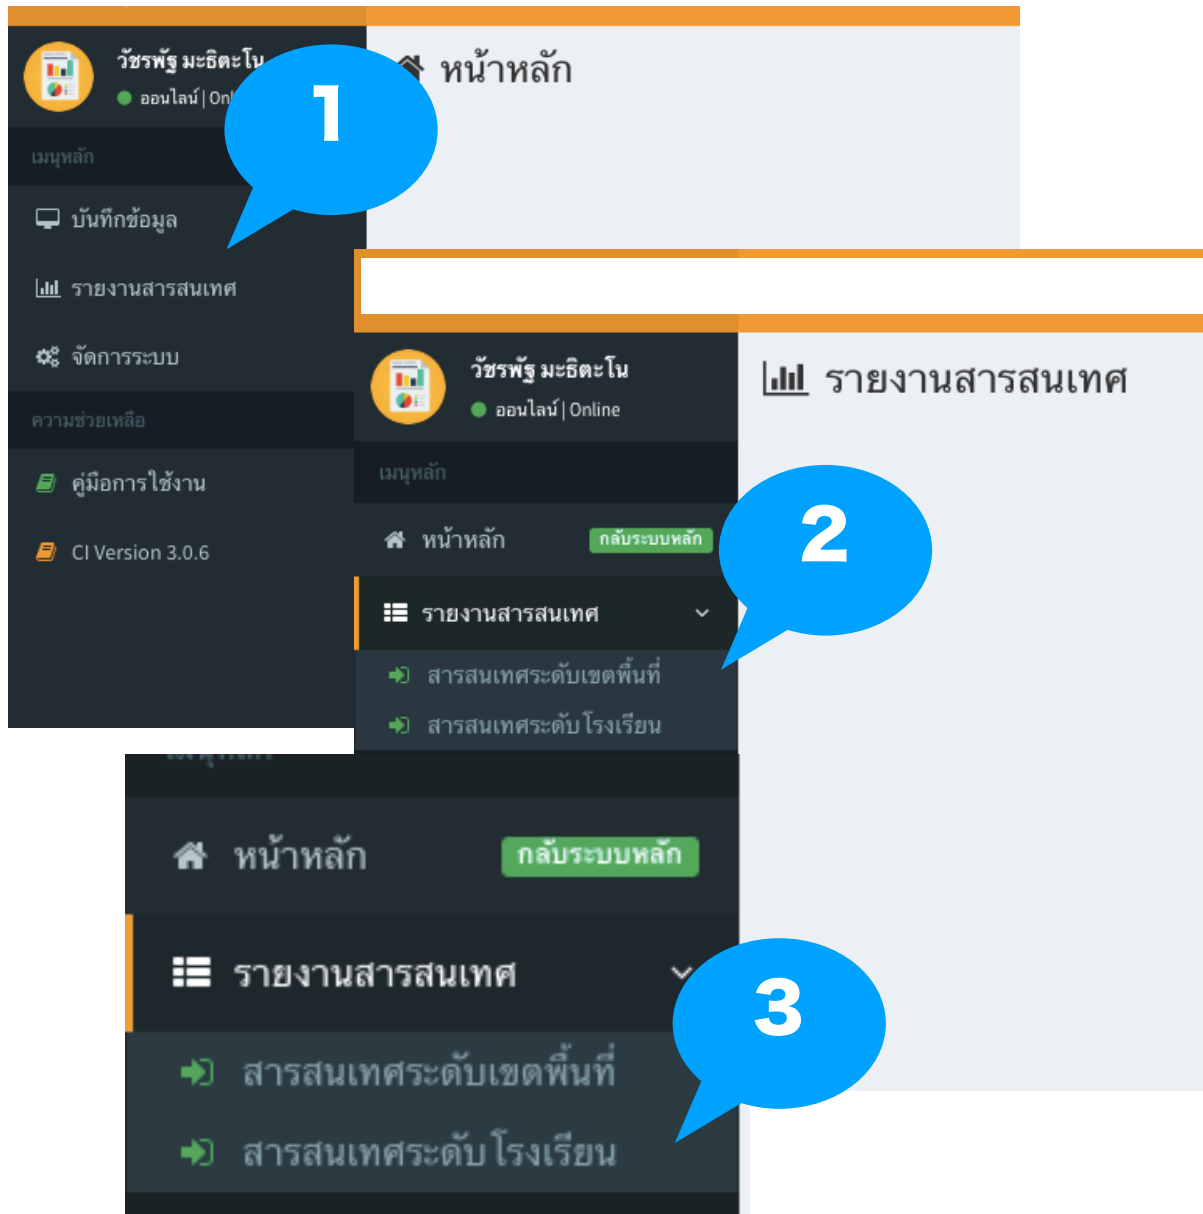 วัชรพัฐ มะธิตะโน
ออนไลน์ | Onl
หน้าหลัก
1
เมนูหลัก
บันทึกข้อมูล
รายงานสารสนเทศ
จัดการระบบ
ความช่วยเหลือ
คู่มือการใช้งาน
CI Version 3.0.6
วัชรพัฐ มะธิตะโน
ออนไลน์ | Online
รายงานสารสนเทศ
เมนูหลัก
หน้าหลัก กลับระบบหลัก
2
รายงานสารสนเทศ
สารสนเทศระดับเขตพื้นที่
สารสนเทศระดับโรงเรียน
หน้าหลัก กลับระบบหลัก
รายงานสารสนเทศ
3
สารสนเทศระดับเขตพื้นที่
สารสนเทศระดับโรงเรียน